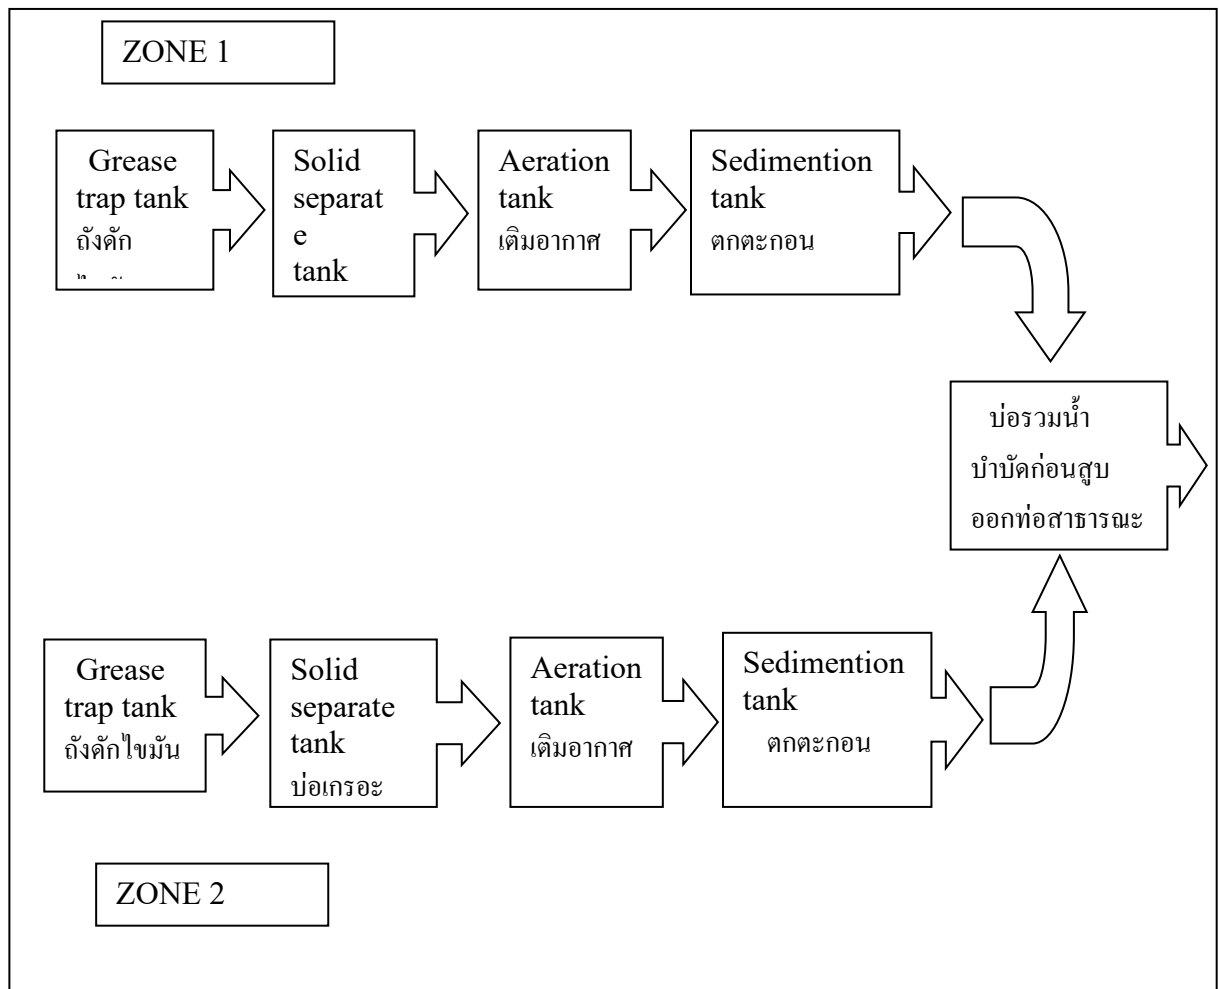 ZONE 1
Grease
trap tank
ถังดัก
Solid
separat
e
tank
Aeration
tank
เติมอากาศ
Sedimention
tank
ตกตะกอน
บ่อรวมน้ำ
บำบัดก่อนสูบ
ออกท่อสาธารณะ
Grease
trap tank
ถังดักไขมัน
Solid
separate
tank
บ่อเกรอะ
Aeration
tank
เติมอากาศ
Sedimention
tank
ตกตะกอน
ZONE 2